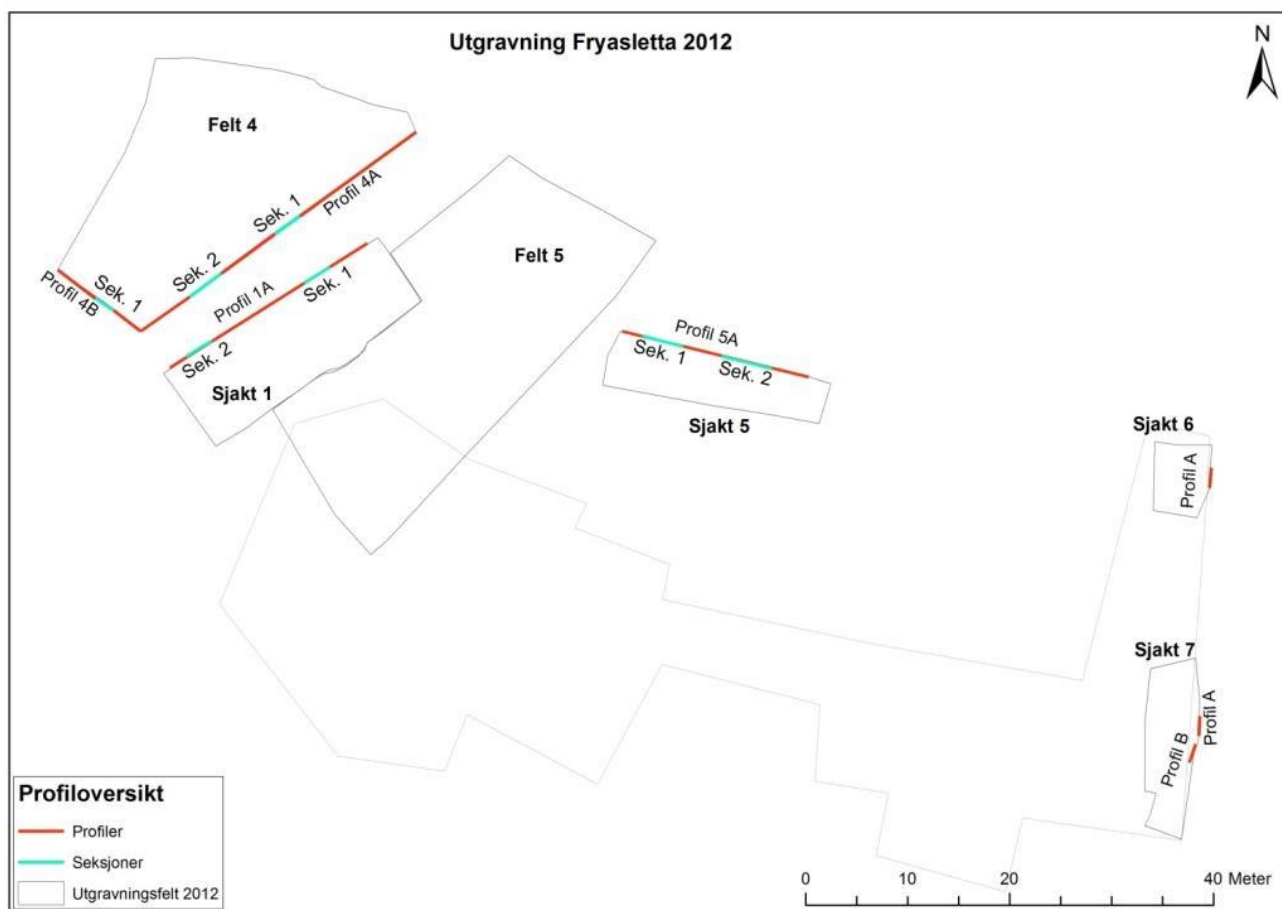 Utgravning Fryasletta 2012
N
Felt 4
Sek. 1
Profil 4A
Sek. 2
Sek. 1
Profil 4B
Profil 1A
Sek. 1
Sek. 2
Sjakt 1
Felt 5
Profil 5A
Sek. 1
Sek. 2
Sjakt 5
Sjakt 6
Profil A
Sjakt 7
Profil A
Profil B
Profiloversikt
Profiler
Seksjoner
Utgravningsfelt 2012
0 10 20 40 Meter